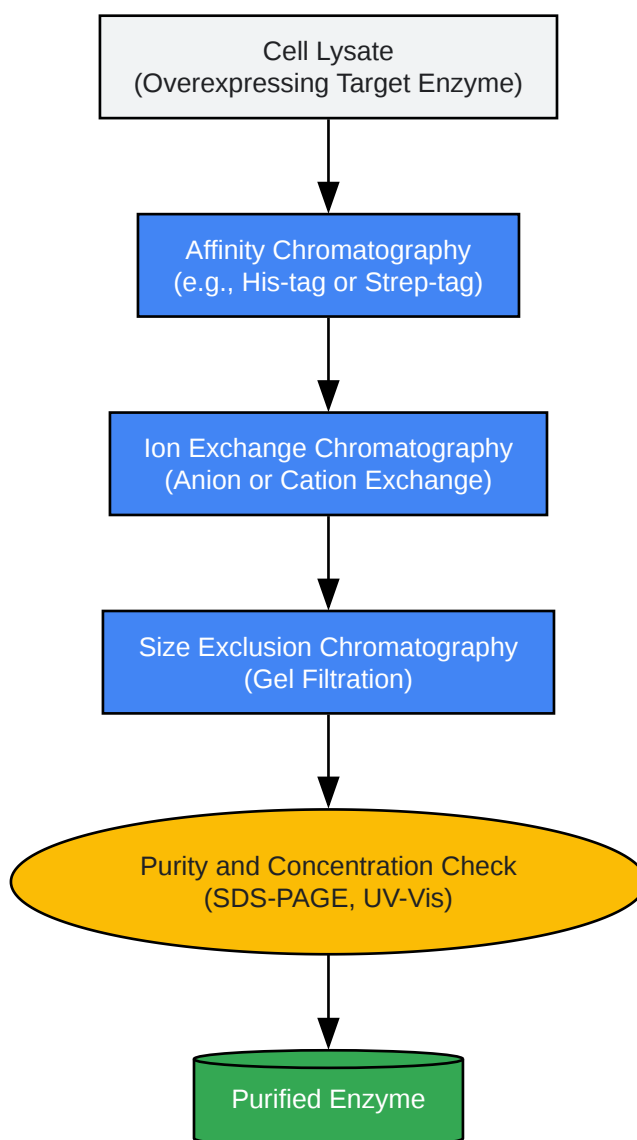 Cell Lysate
(Overexpressing Target Enzyme)
Affinity Chromatography
(e.g., His-tag or Strep-tag)
Ion Exchange Chromatography
(Anion or Cation Exchange)
Size Exclusion Chromatography
(Gel Filtration)
Purity and Concentration Check
(SDS-PAGE, UV-Vis)
Purified Enzyme